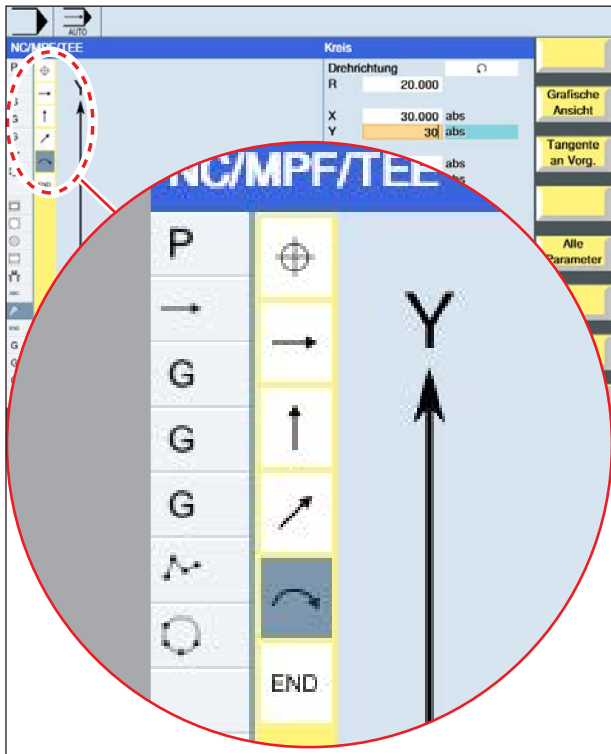 AUTO
NC/MPF/TEE
Kreis
Drehrichtung
R 20.000
X 30.000 abs
Y 30 abs
abs
Grafische
Ansicht
Tangente
an Vorg.
Alle
Parameter
P
G
G
G
END
Y
NC/MPF/TEE
P
G
G
G
END
Y